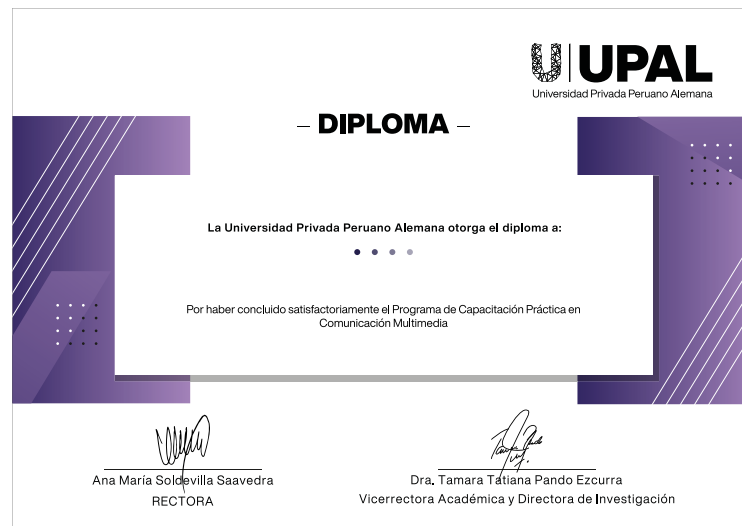 UPAL
Universidad Privada Peruano Alemana
– DIPLOMA –
La Universidad Privada Peruano Alemana otorga el diploma a:
Por haber concluido satisfactoriamente el Programa de Capacitación Práctica en
Comunicación Multimedia
Ana María Soldevilla Saavedra
RECTORA
Dra. Tamara Tatiana Pando Ezcurra
Vicerrectora Académica y Directora de Investigación